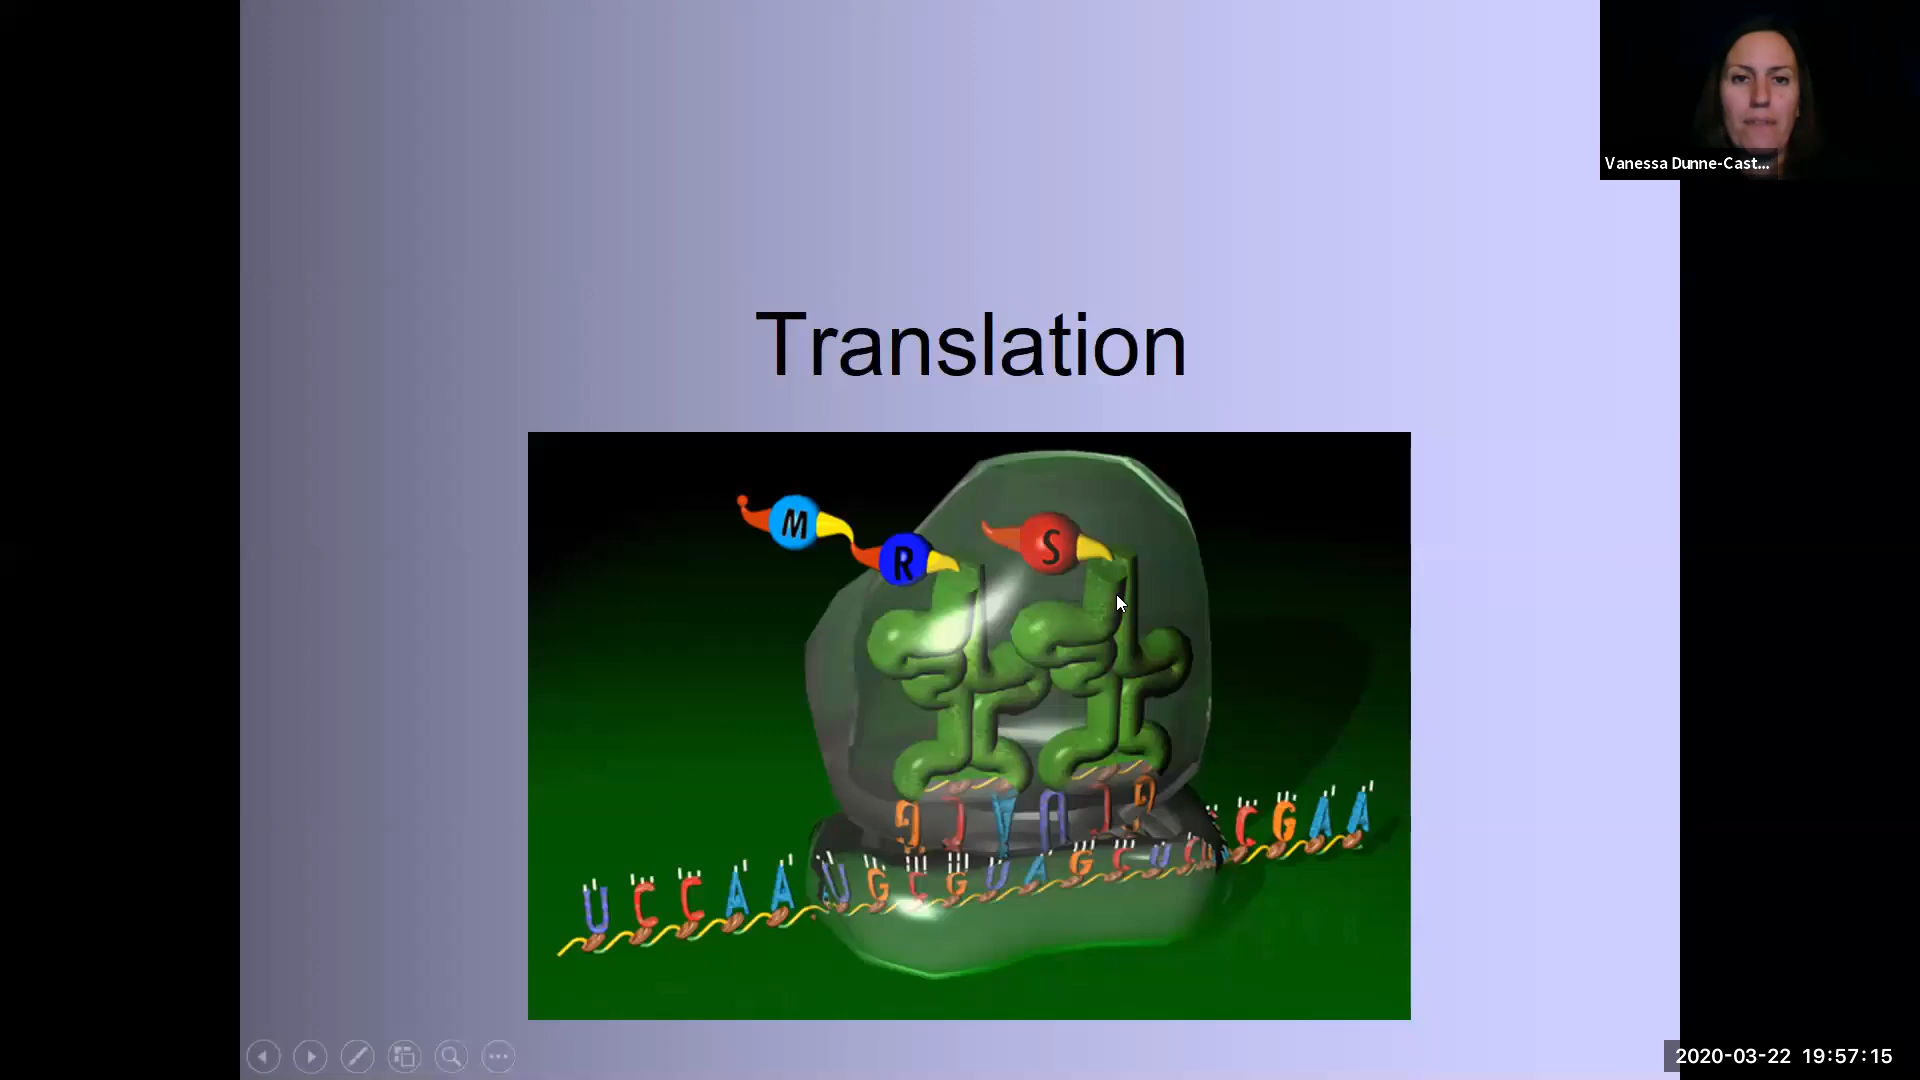 Vanessa Dunne-Cast...
Translation
M
R
S
U C C A A U G C G U A G C U C C G A A
2020-03-22 19:57:15